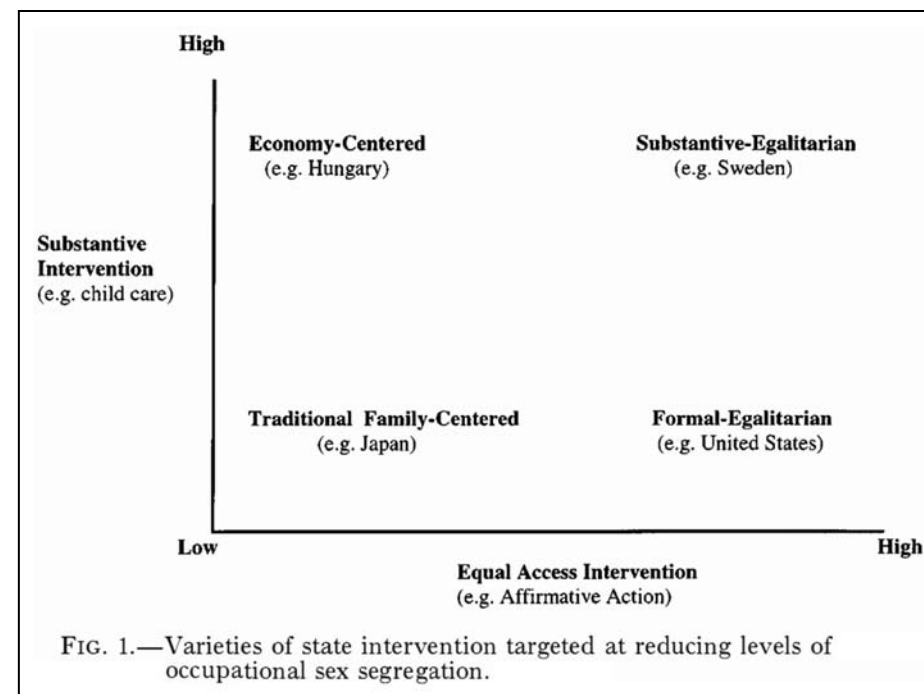 High
Economy-Centered
(e.g. Hungary)
Substantive-Egalitarian
(e.g. Sweden)
Substantive
Intervention
(e.g. child care)
Traditional Family-Centered
(e.g. Japan)
Formal-Egalitarian
(e.g. United States)
Low
High
Equal Access Intervention
(e.g. Affirmative Action)
FIG. 1.—Varieties of state intervention targeted at reducing levels of
occupational sex segregation.